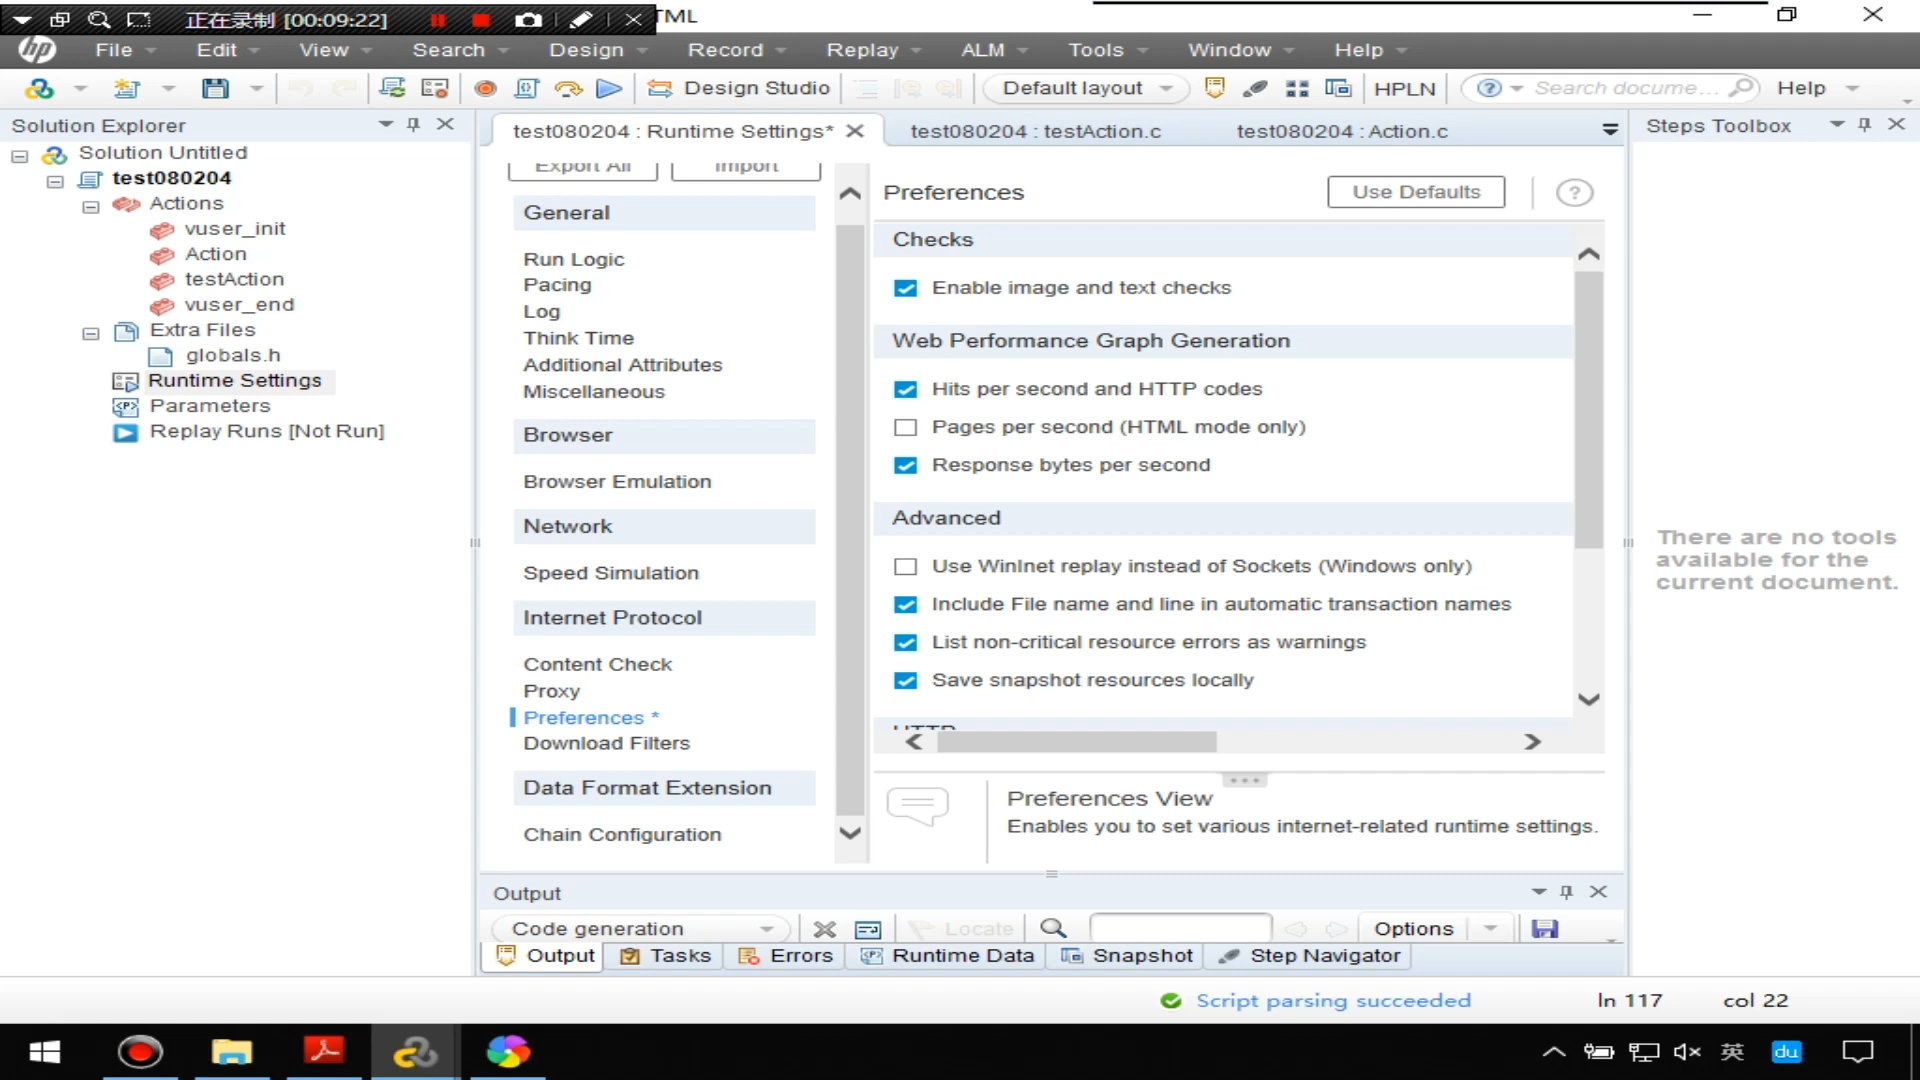 正在录制 [00:09:22]
TML
hp File Edit View Search Design Record Replay ALM Tools Window Help
Design Studio Default layout HPLN Search docume... Help
Solution Explorer
Solution Untitled
test080204
Actions
vuser_init
Action
testAction
vuser_end
Extra Files
globals.h
Runtime Settings
Parameters
Replay Runs [Not Run]
test080204 : Runtime Settings* test080204 : testAction.c test080204 : Action.c
Export All Import
General
Run Logic
Pacing
Log
Think Time
Additional Attributes
Miscellaneous
Browser
Browser Emulation
Network
Speed Simulation
Internet Protocol
Content Check
Proxy
Preferences *
Download Filters
Data Format Extension
Chain Configuration
Preferences Use Defaults ?
Checks
Enable image and text checks
Web Performance Graph Generation
Hits per second and HTTP codes
Pages per second (HTML mode only)
Response bytes per second
Advanced
Use WinInet replay instead of Sockets (Windows only)
Include File name and line in automatic transaction names
List non-critical resource errors as warnings
Save snapshot resources locally
HTTP
Preferences View
Enables you to set various internet-related runtime settings.
Steps Toolbox
There are no tools
available for the
current document.
Output
Code generation Locate Options
Output Tasks Errors Runtime Data Snapshot Step Navigator
Script parsing succeeded ln 117 col 22
英 du